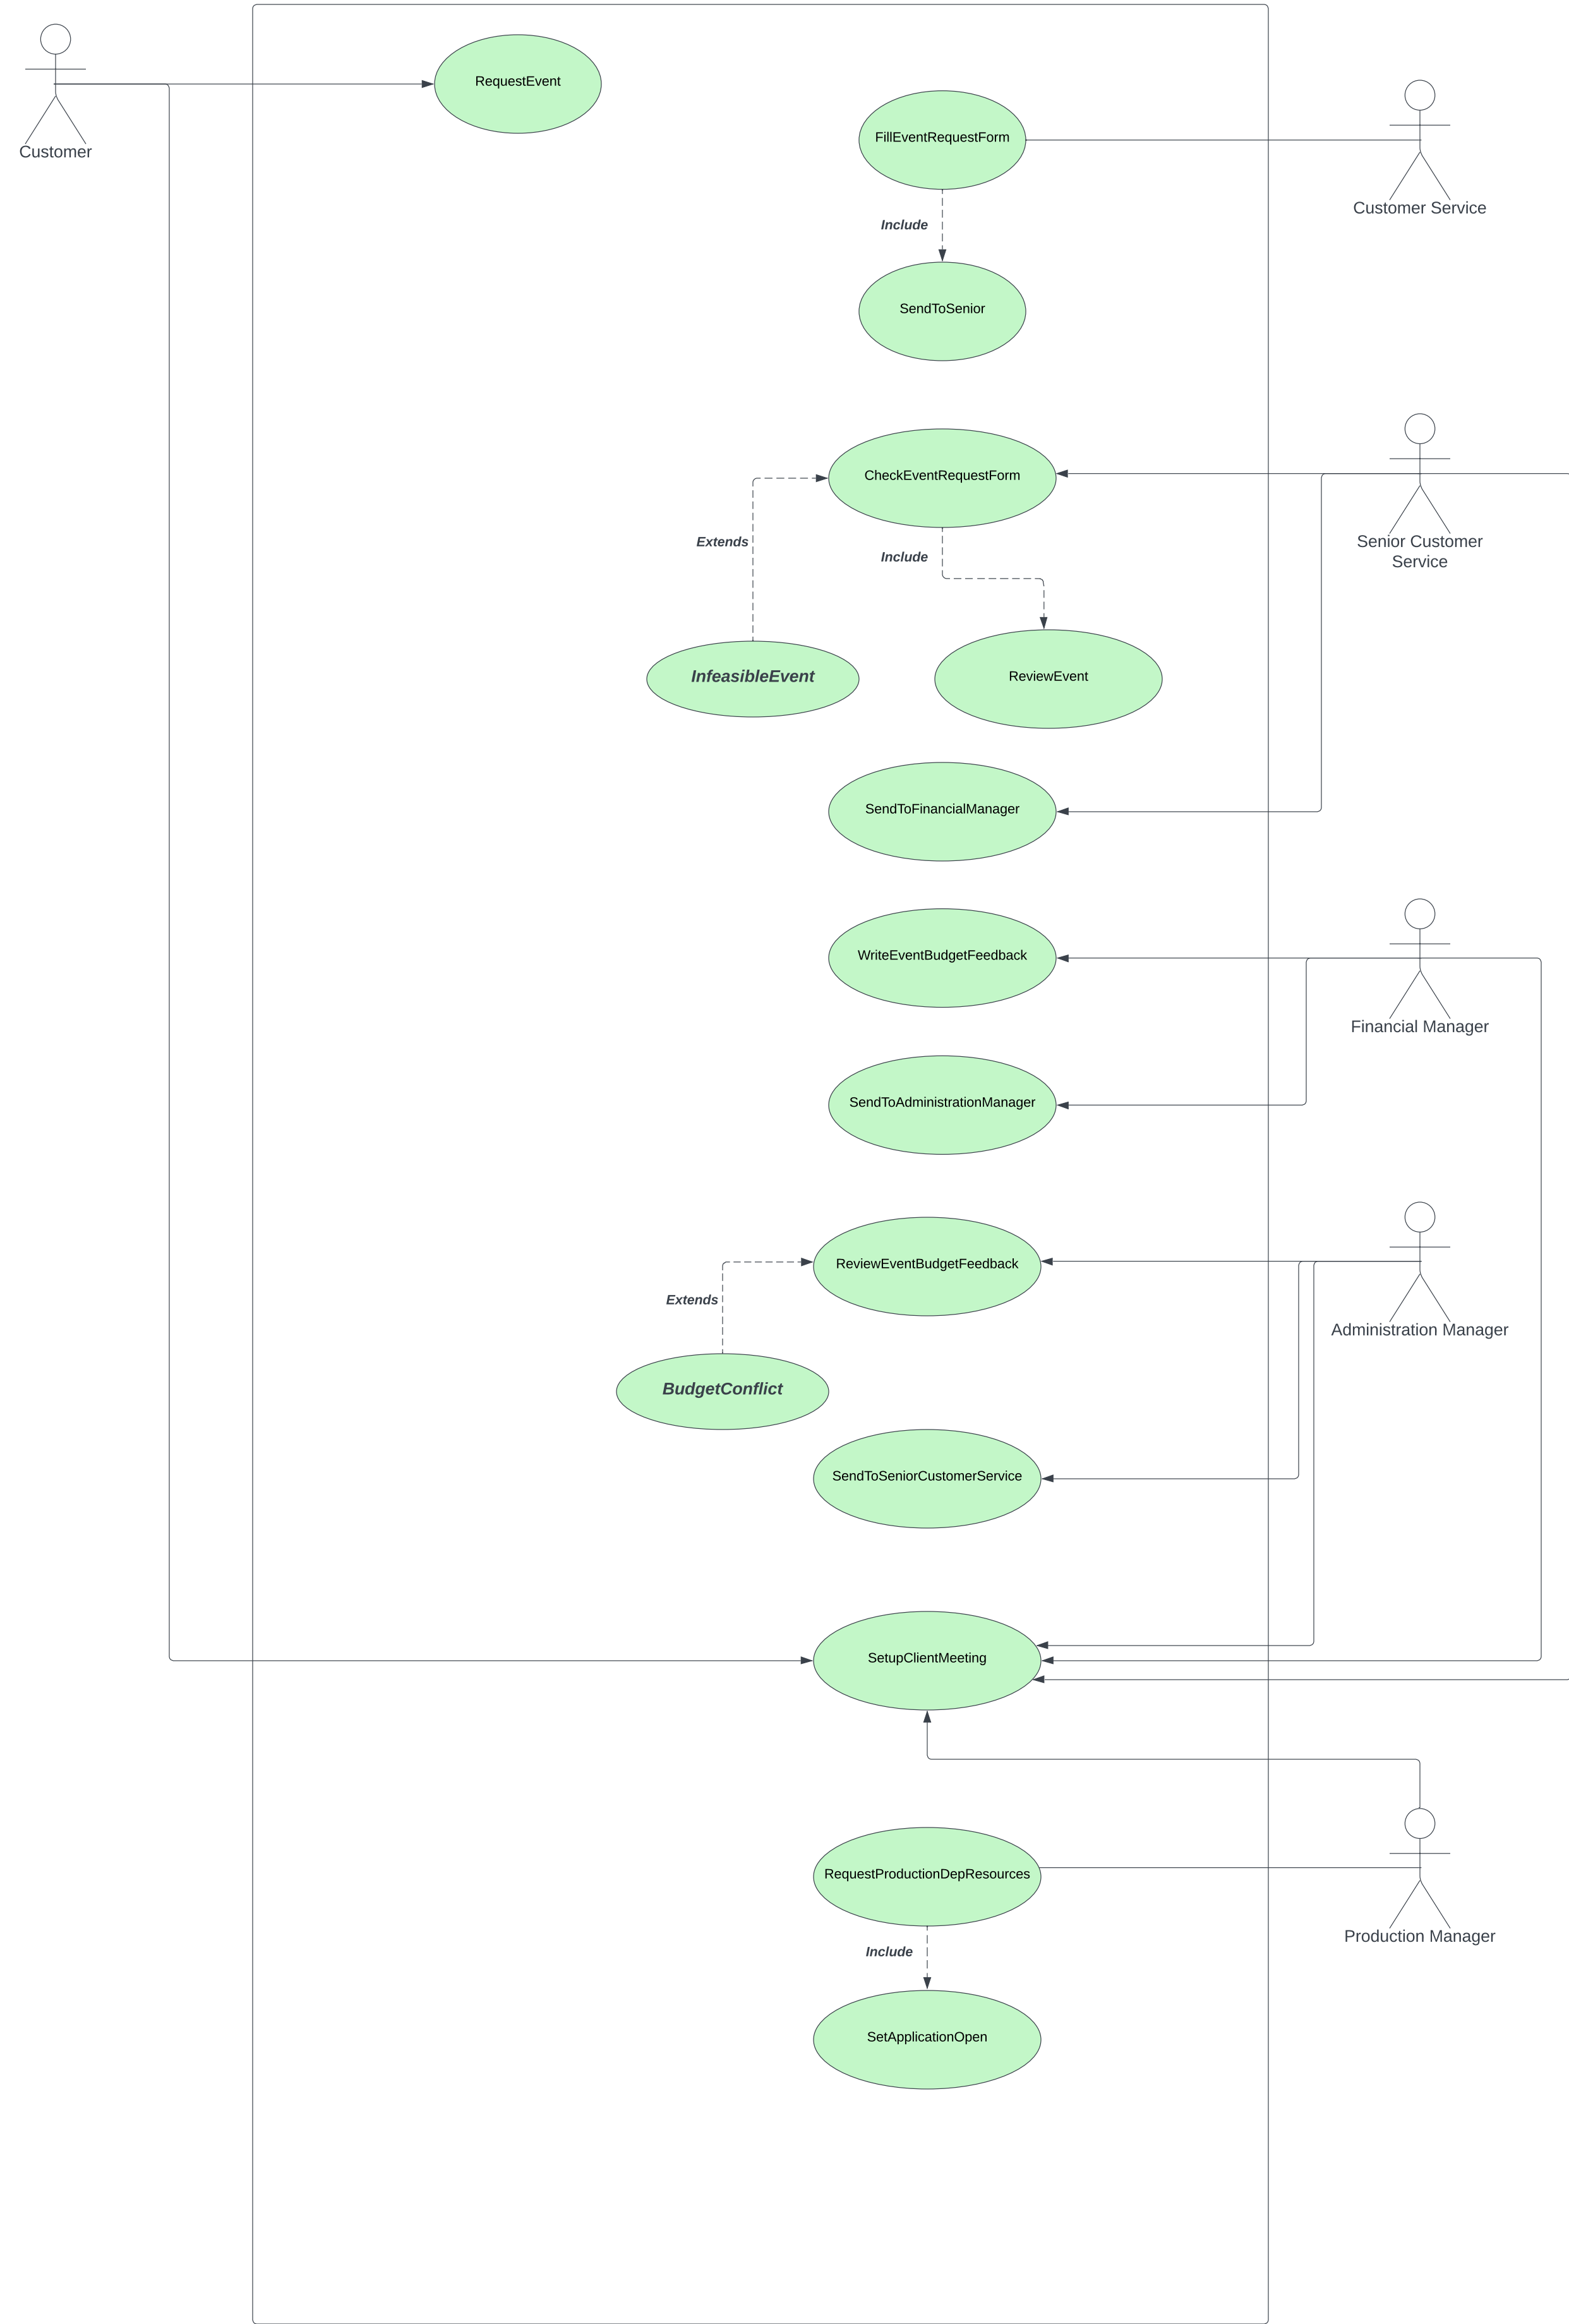 RequestEvent
Customer
FillEventRequestForm
Customer Service
Include
SendToSenior
CheckEventRequestForm
Senior Customer
Service
Extends
Include
InfeasibleEvent
ReviewEvent
SendToFinancialManager
WriteEventBudgetFeedback
Financial Manager
SendToAdministrationManager
ReviewEventBudgetFeedback
Extends
Administration Manager
BudgetConflict
SendToSeniorCustomerService
SetupClientMeeting
RequestProductionDepResources
Production Manager
Include
SetApplicationOpen